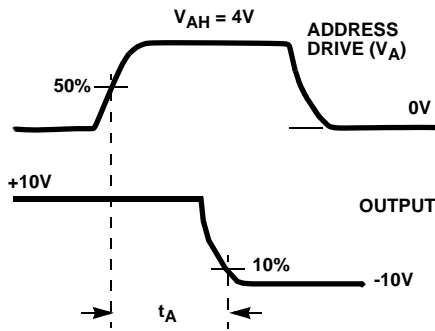 V_AH = 4V
ADDRESS
DRIVE (V_A)
50%
0V
+10V
OUTPUT
10%
-10V
t_A